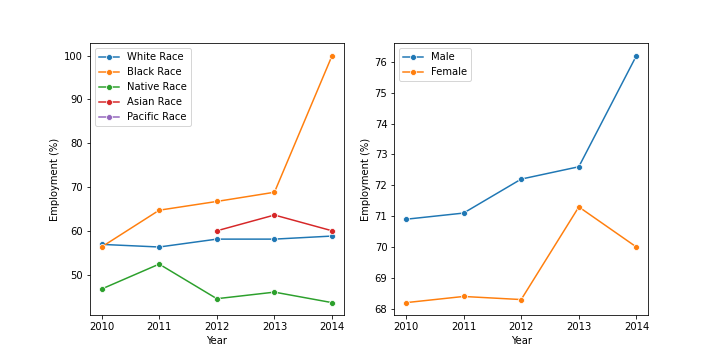 100
90
80
70
60
50
Employment (%)
White Race
Black Race
Native Race
Asian Race
Pacific Race
2010 2011 2012 2013 2014
Year
76
75
74
73
72
71
70
69
68
Employment (%)
Male
Female
2010 2011 2012 2013 2014
Year